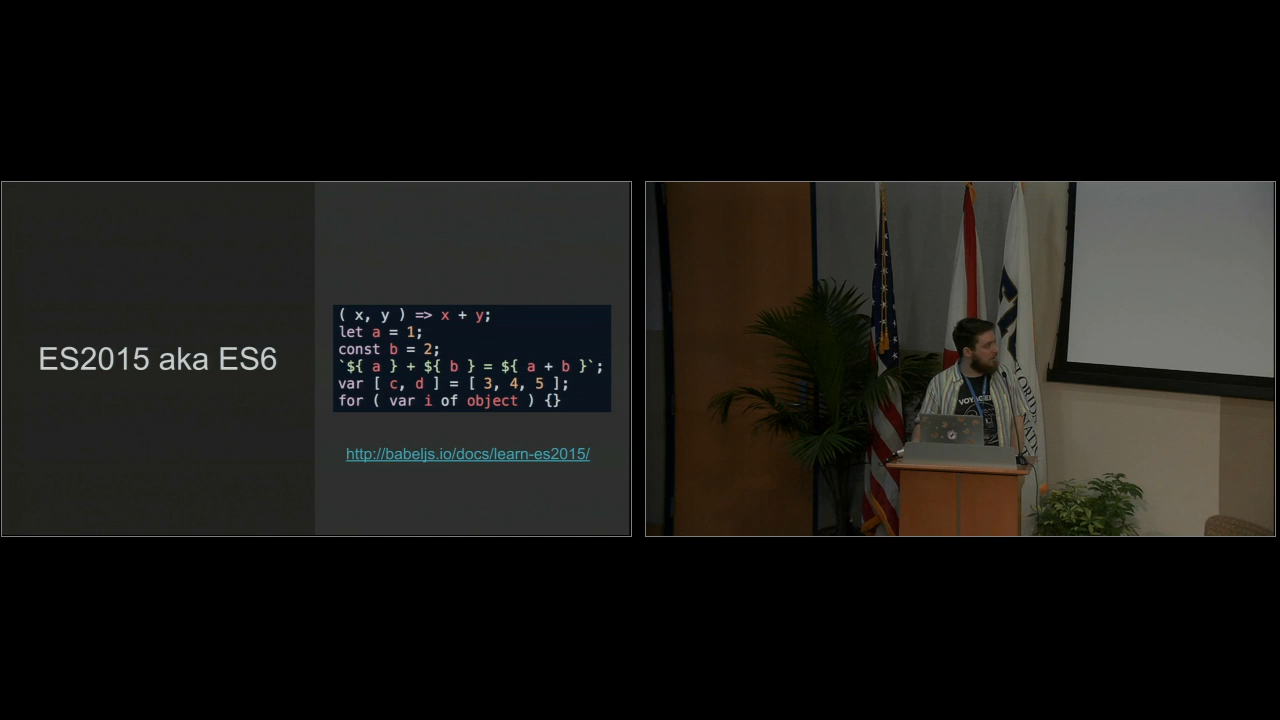 ES2015 aka ES6
( x, y ) => x + y;
let a = 1;
const b = 2;
`${ a } + ${ b } = ${ a + b }`;
var [ c, d ] = [ 3, 4, 5 ];
for ( var i of object ) {}
http://babeljs.io/docs/learn-es2015/